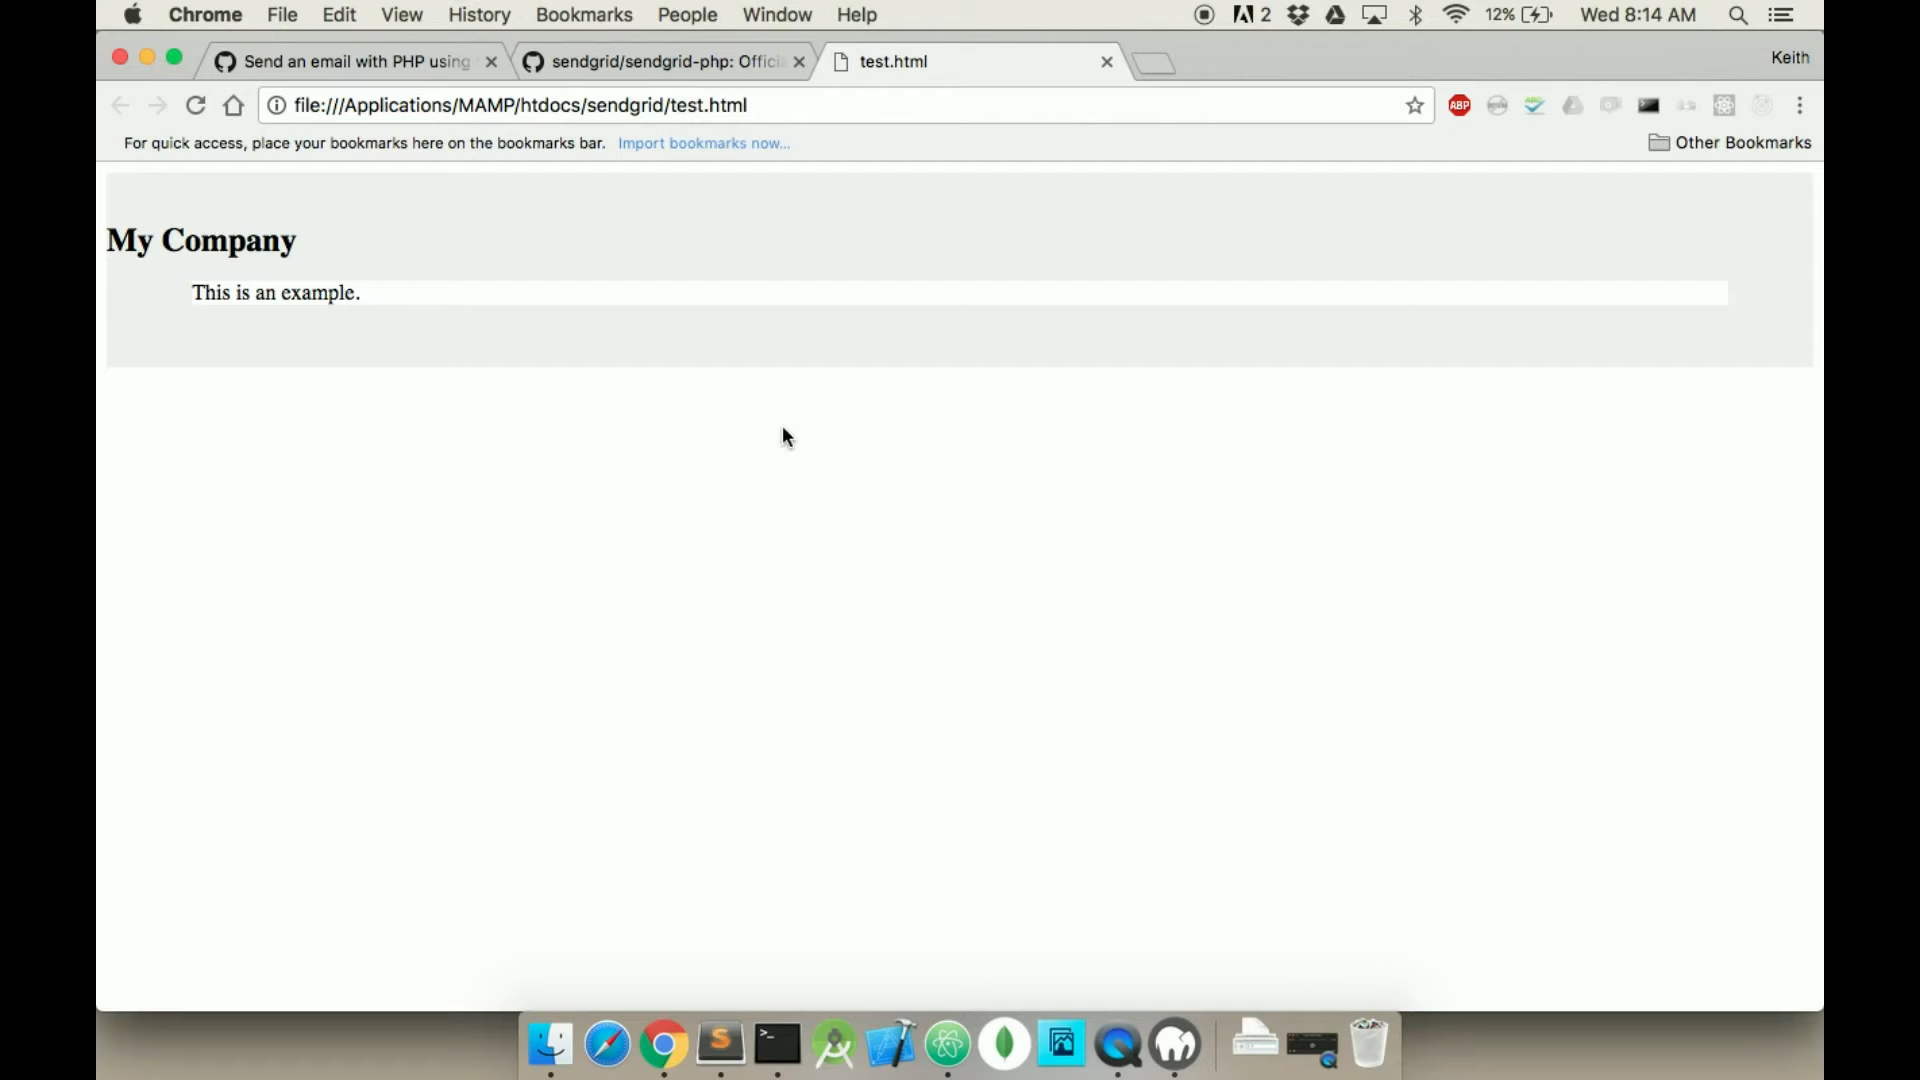 Chrome File Edit View History Bookmarks People Window Help 2 12% Wed 8:14 AM
Send an email with PHP using
sendgrid/sendgrid-php: Offici
test.html
Keith
file:///Applications/MAMP/htdocs/sendgrid/test.html
ABP
For quick access, place your bookmarks here on the bookmarks bar. Import bookmarks now...
Other Bookmarks
My Company
This is an example.